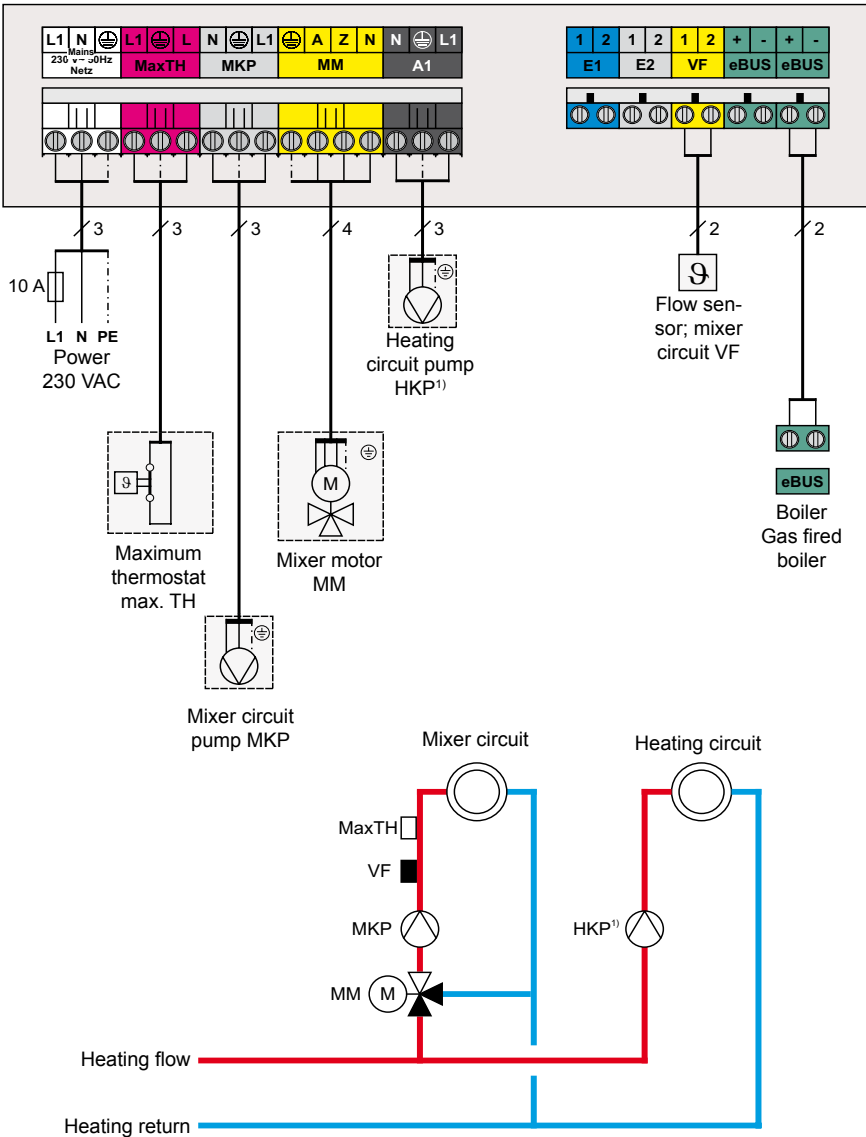 L1 N L1 L N L1 A Z N N L1 1 2 1 2 1 2 + - + -
Mains
230 V~ 50Hz
Netz
MaxTH MKP MM A1 E1 E2 VF eBUS eBUS
3 3 3 4 3 2 2
10 A
L1 N PE
Power
230 VAC
Heating
circuit pump
HKP1)
ϑ
Flow sen-
sor; mixer
circuit VF
ϑ
Maximum
thermostat
max. TH
M
Mixer motor
MM
eBUS
Boiler
Gas fired
boiler
Mixer circuit
pump MKP
Mixer circuit
Heating circuit
MaxTH
VF
MKP
HKP1)
MM M
Heating flow
Heating return